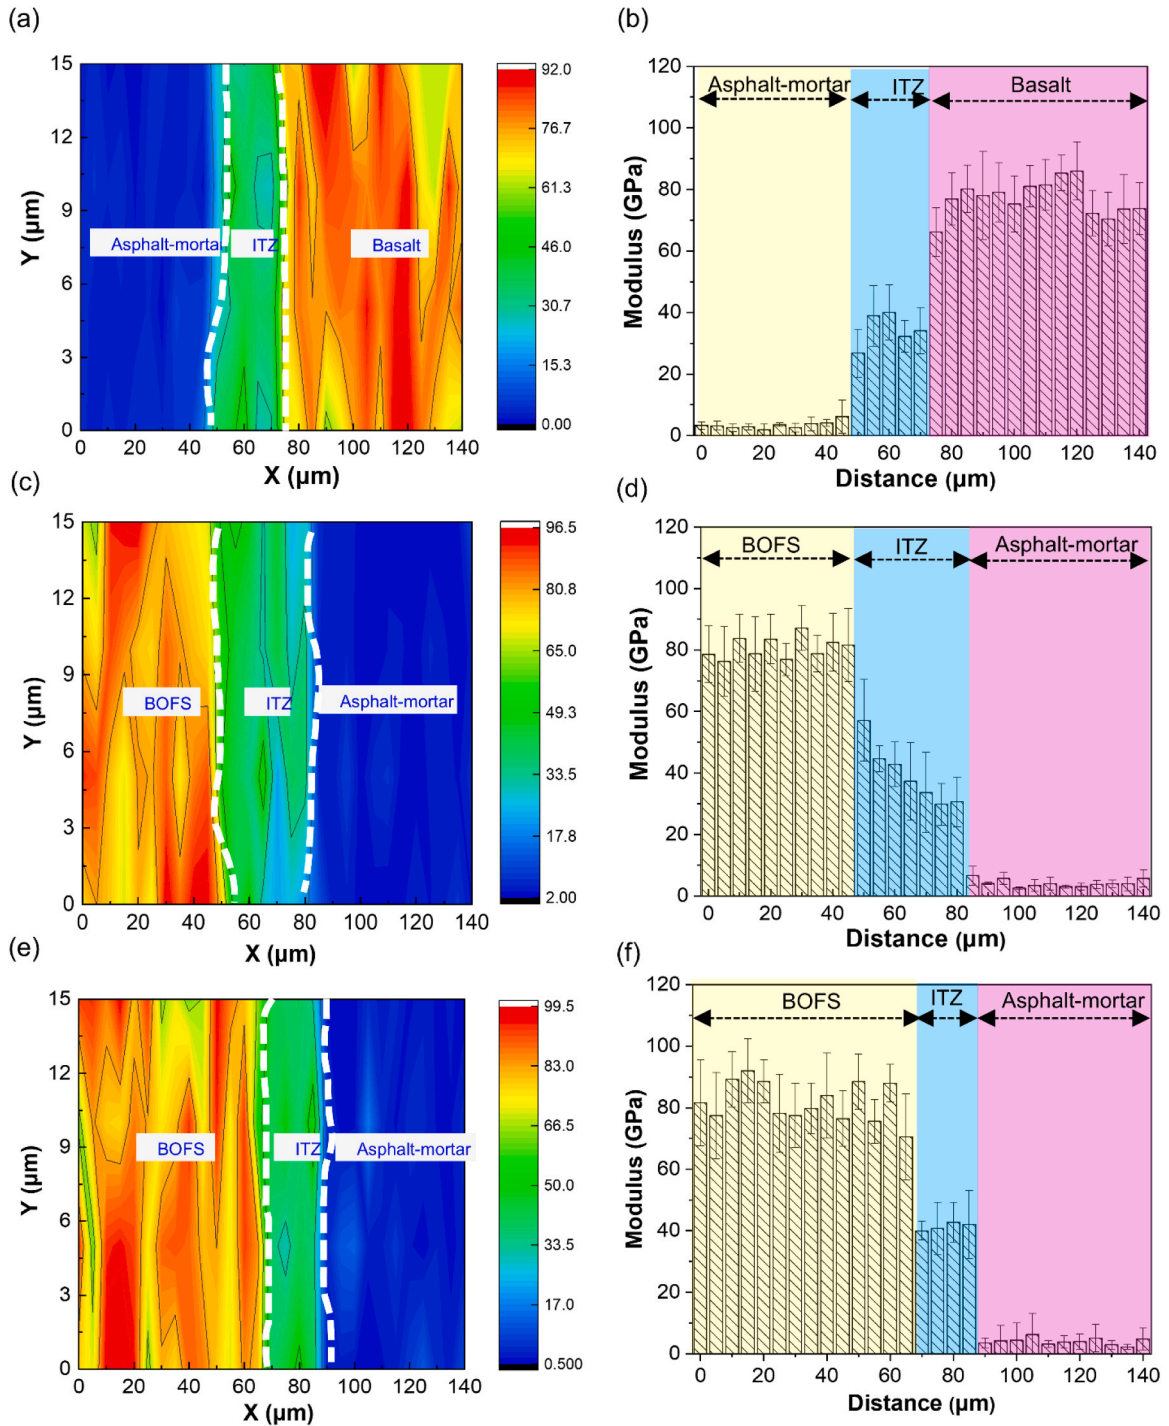 (a)
15
12
9
6
3
0
Y (µm)
Asphalt-mortar
ITZ
Basalt
0 20 40 60 80 100 120 140
X (µm)
92.0
76.7
61.3
46.0
30.7
15.3
0.00
(b)
120
100
80
60
40
20
0
Modulus (GPa)
Asphalt-mortar
ITZ
Basalt
0 20 40 60 80 100 120 140
Distance (µm)
(c)
15
12
9
6
3
0
Y (µm)
BOFS
ITZ
Asphalt-mortar
0 20 40 60 80 100 120 140
X (µm)
96.5
80.8
65.0
49.3
33.5
17.8
2.00
(d)
120
100
80
60
40
20
0
Modulus (GPa)
BOFS
ITZ
Asphalt-mortar
0 20 40 60 80 100 120 140
Distance (µm)
(e)
15
12
9
6
3
0
Y (µm)
BOFS
ITZ
Asphalt-mortar
0 20 40 60 80 100 120 140
X (µm)
99.5
83.0
66.5
50.0
33.5
17.0
0.500
(f)
120
100
80
60
40
20
0
Modulus (GPa)
BOFS
ITZ
Asphalt-mortar
0 20 40 60 80 100 120 140
Distance (µm)